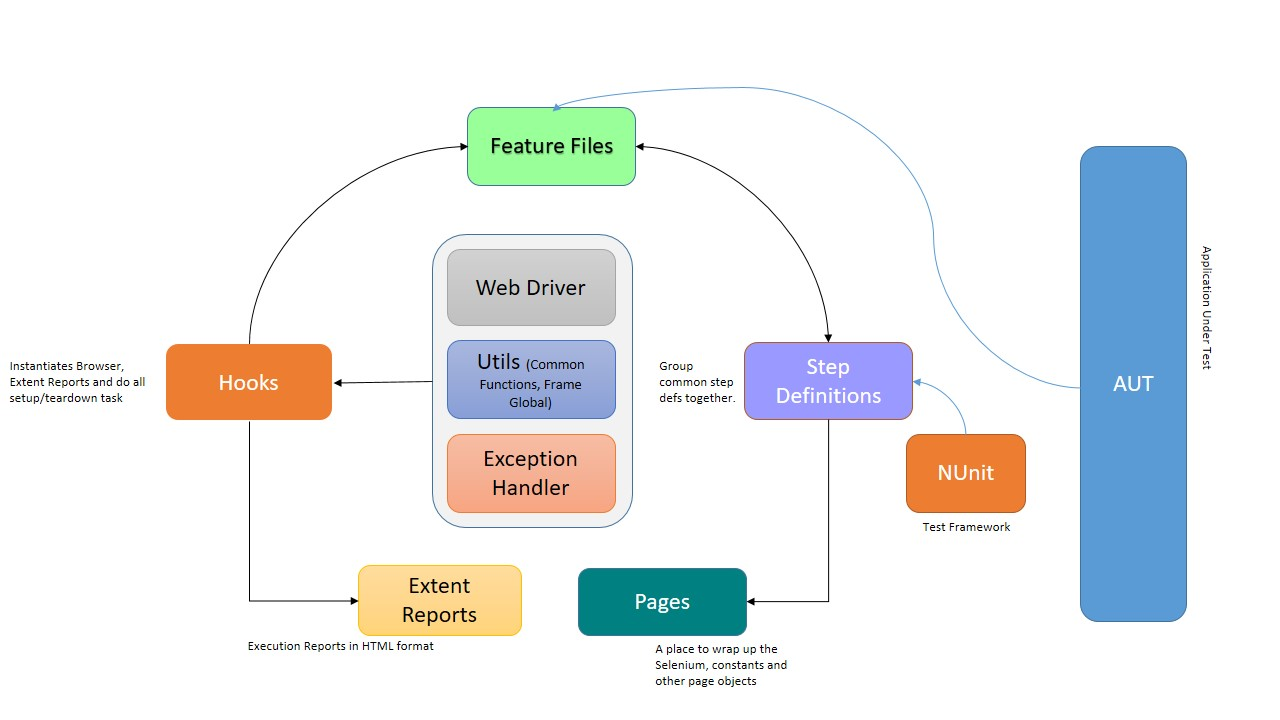 Feature Files
Web Driver
Utils (Common
Functions, Frame
Global)
Exception
Handler
Instantiates Browser,
Extent Reports and do all
setup/teardown task
Hooks
Group
common step
defs together.
Step
Definitions
NUnit
Test Framework
AUT
Application Under Test
Extent
Reports
Execution Reports in HTML format
Pages
A place to wrap up the
Selenium, constants and
other page objects